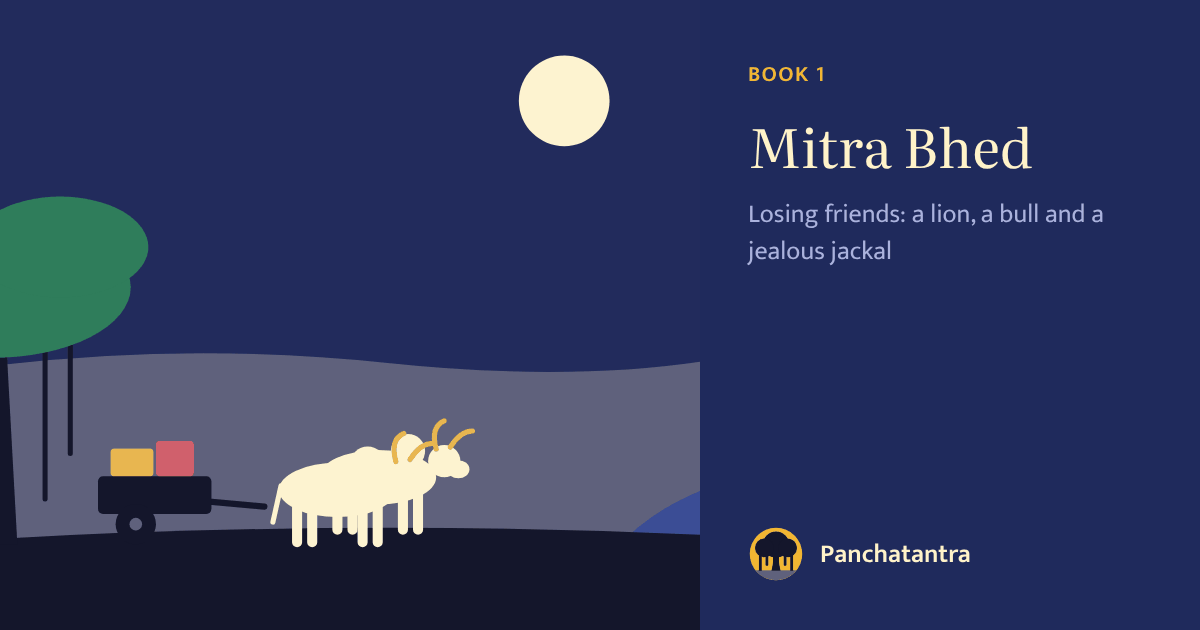 BOOK 1
Mitra Bhed
Losing friends: a lion, a bull and a
jealous jackal
Panchatantra